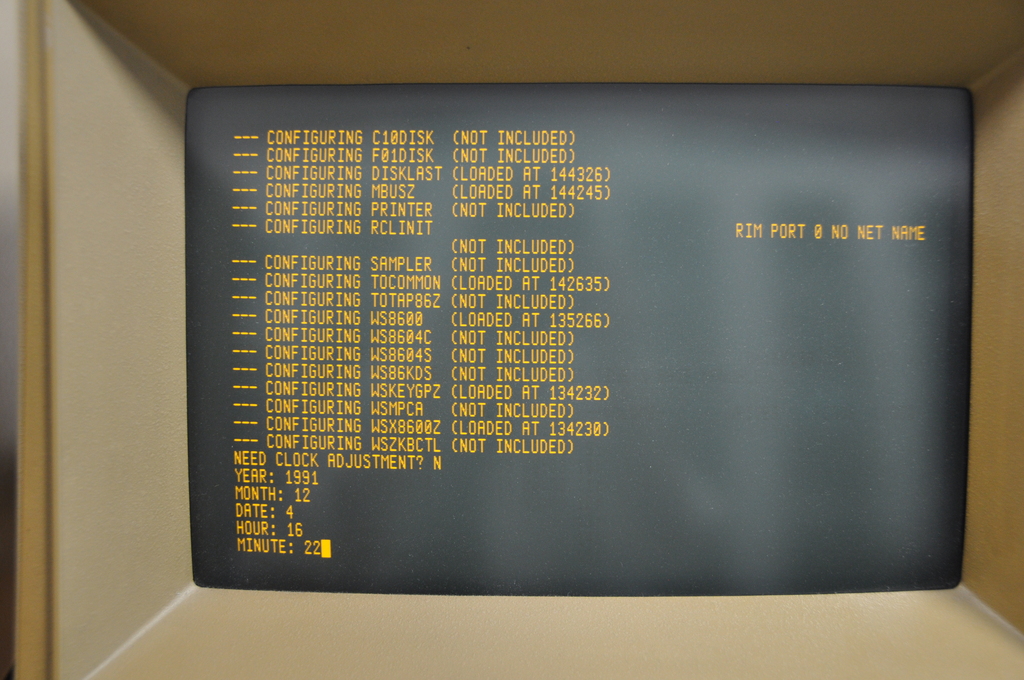 --- CONFIGURING C10DISK (NOT INCLUDED)
--- CONFIGURING F01DISK (NOT INCLUDED)
--- CONFIGURING DISKLAST (LOADED AT 144326)
--- CONFIGURING MBUSZ (LOADED AT 144245)
--- CONFIGURING PRINTER (NOT INCLUDED)
--- CONFIGURING RCLINIT
RIM PORT 0 NO NET NAME
(NOT INCLUDED)
--- CONFIGURING SAMPLER (NOT INCLUDED)
--- CONFIGURING TOCOMMON (LOADED AT 142635)
--- CONFIGURING TOTAP86Z (NOT INCLUDED)
--- CONFIGURING WS8600 (LOADED AT 135266)
--- CONFIGURING WS8604C (NOT INCLUDED)
--- CONFIGURING WS8604S (NOT INCLUDED)
--- CONFIGURING WS86KDS (NOT INCLUDED)
--- CONFIGURING WSKEYGPZ (LOADED AT 134232)
--- CONFIGURING WSMPCA (NOT INCLUDED)
--- CONFIGURING WSX8600Z (LOADED AT 134230)
--- CONFIGURING WSZKBCTL (NOT INCLUDED)
NEED CLOCK ADJUSTMENT? N
YEAR: 1991
MONTH: 12
DATE: 4
HOUR: 16
MINUTE: 22